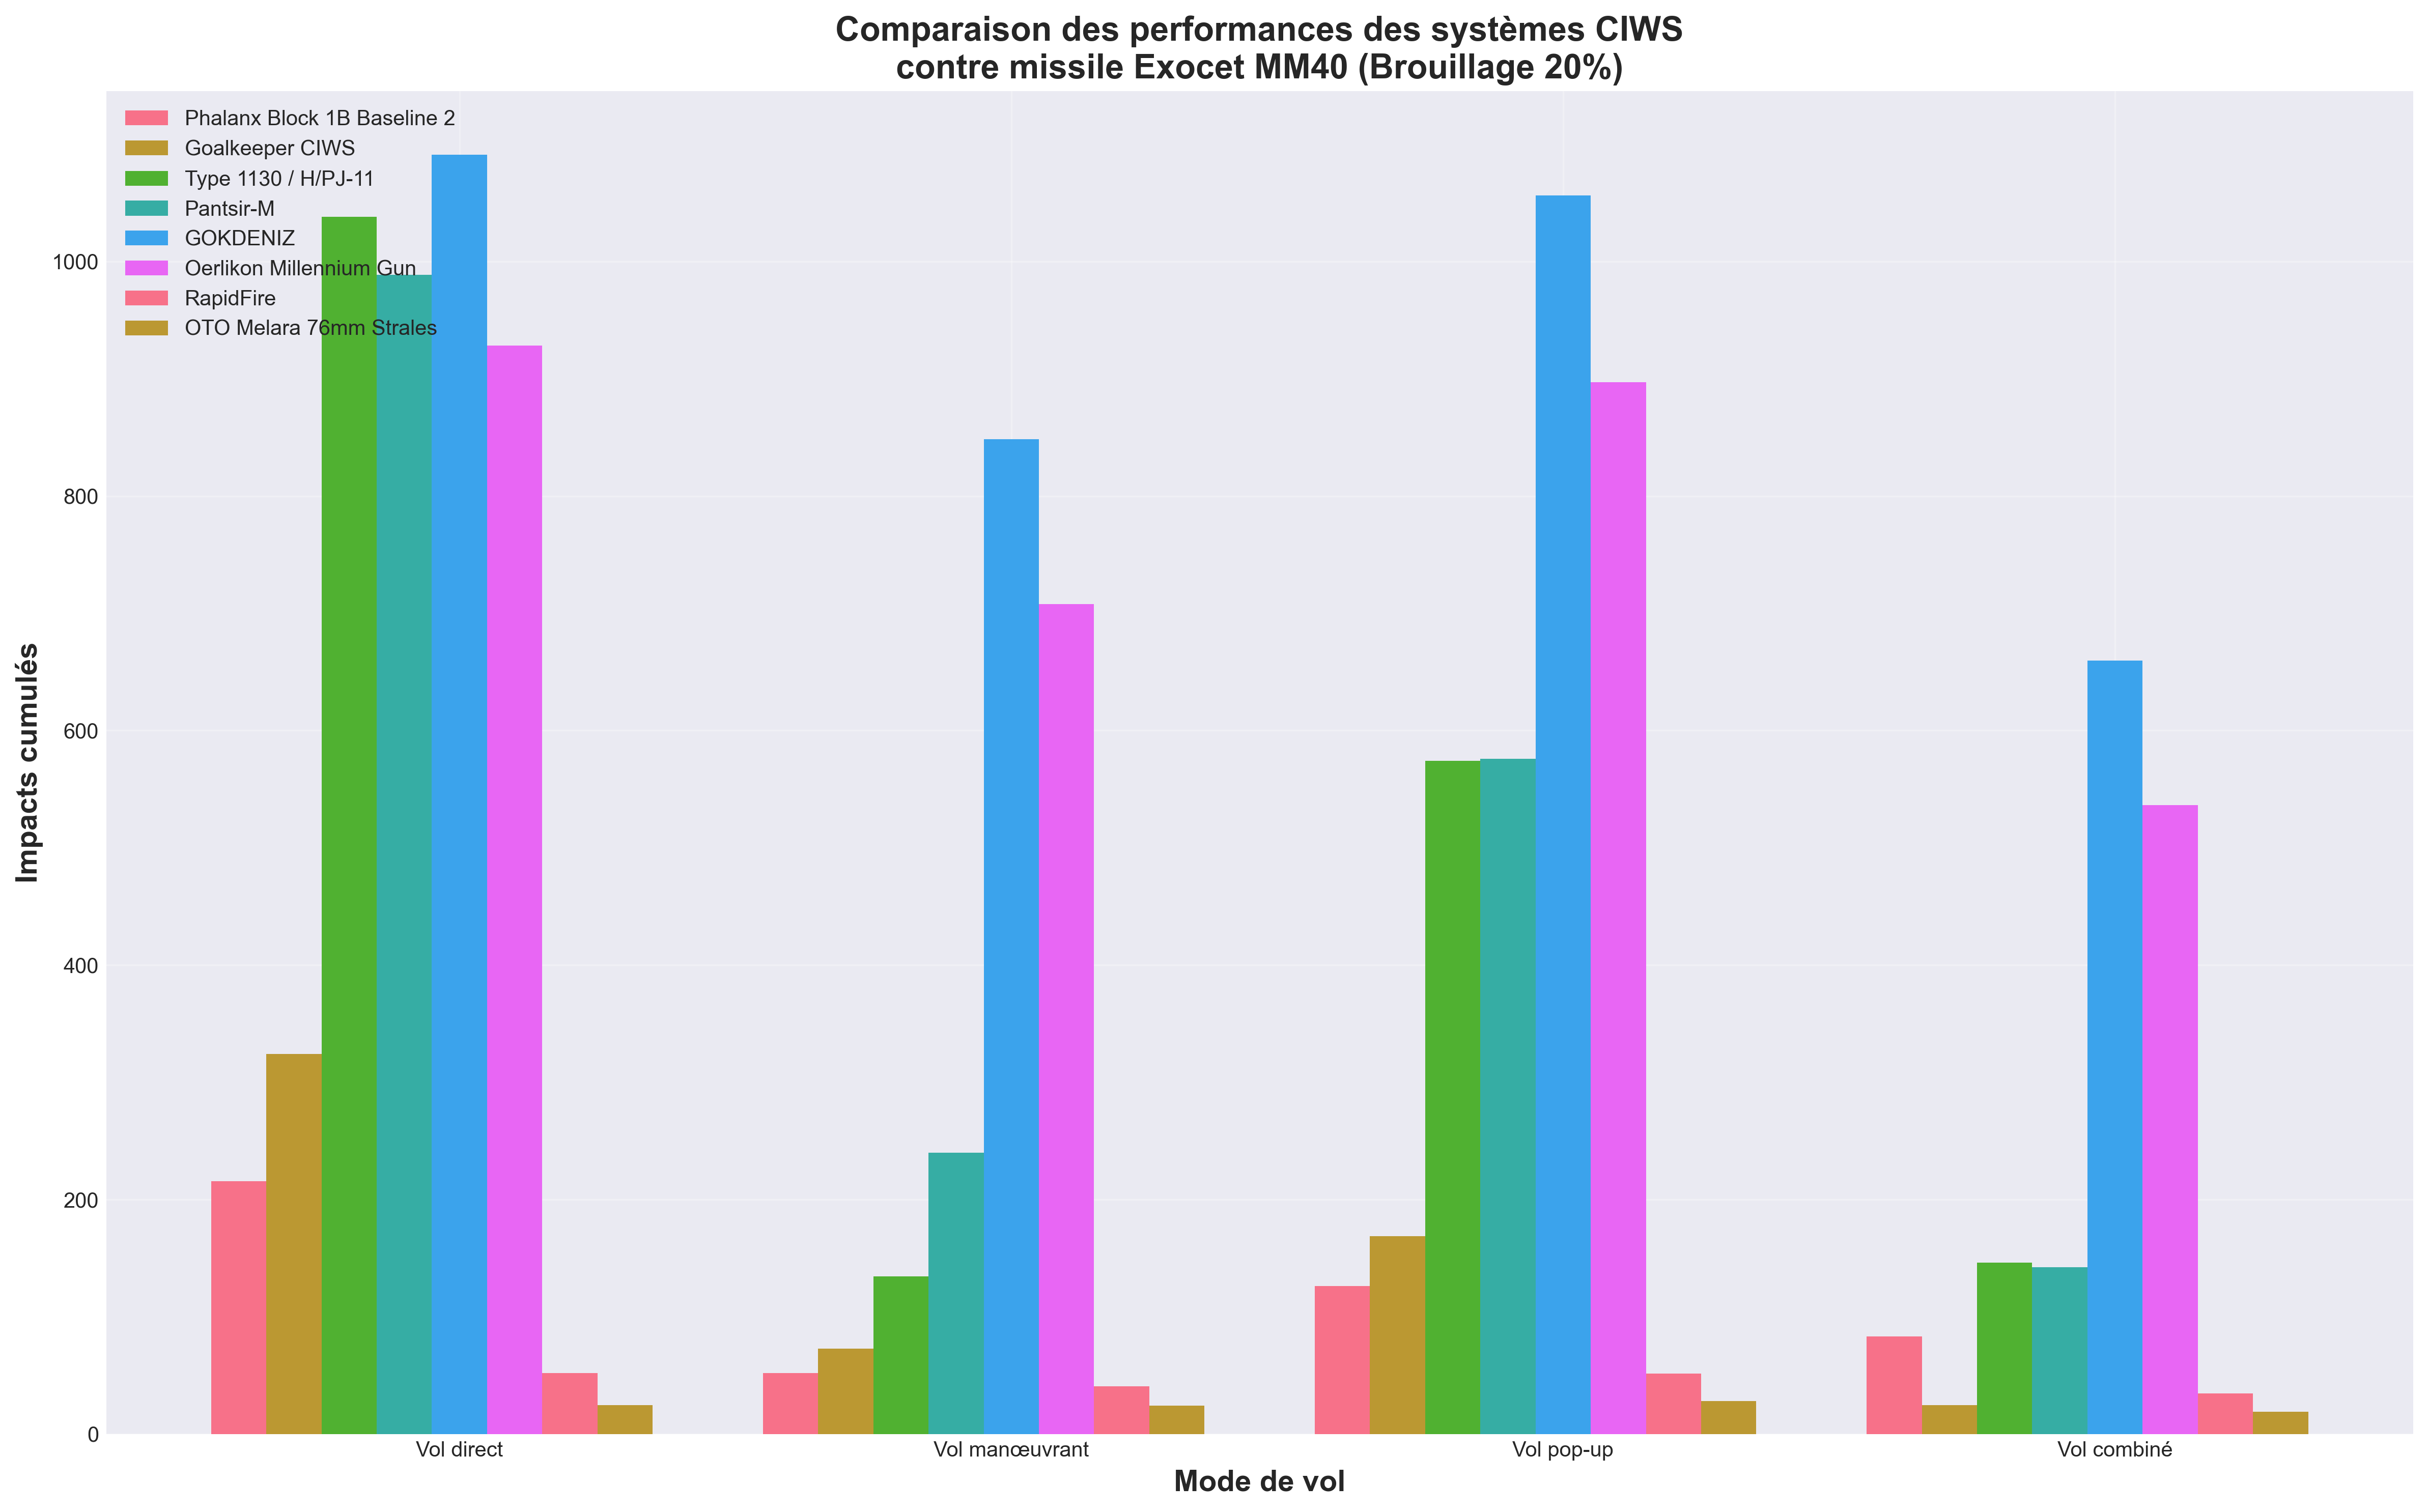 Comparaison des performances des systèmes CIWS
contre missile Exocet MM40 (Brouillage 20%)
Phalanx Block 1B Baseline 2
Goalkeeper CIWS
Type 1130 / H/PJ-11
Pantsir-M
GOKDENIZ
Oerlikon Millennium Gun
RapidFire
OTO Melara 76mm Strales
Impacts cumulés
1000
800
600
400
200
0
Vol direct
Vol manœuvrant
Vol pop-up
Vol combiné
Mode de vol